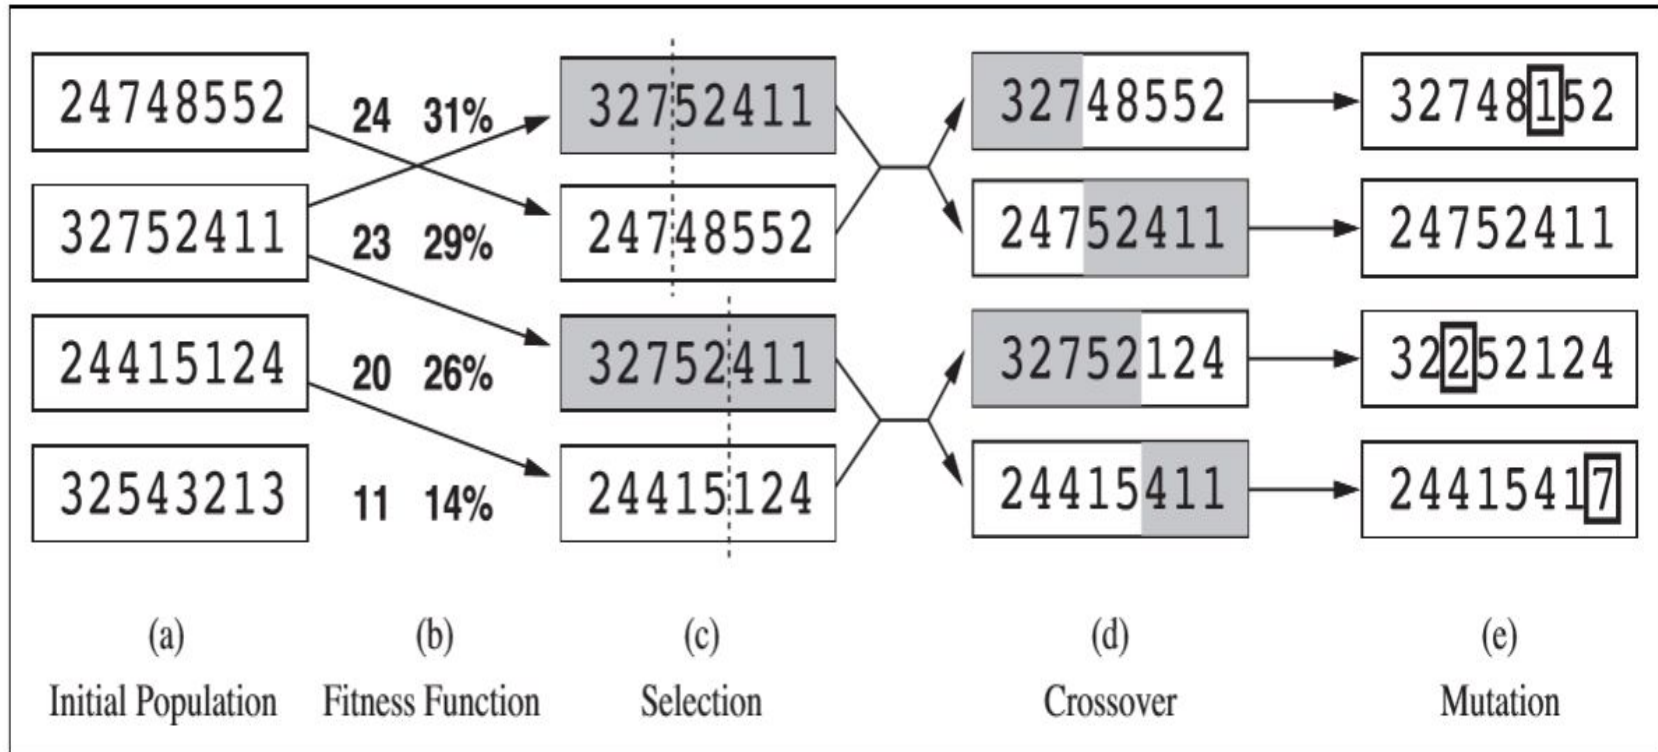 24748552 24 31% 32752411 32748552 32748152
32752411 23 29% 24748552 24752411 24752411
24415124 20 26% 32752411 32752124 32252124
32543213 11 14% 24415124 24415411 24415417
(a) (b) (c) (d) (e)
Initial Population Fitness Function Selection Crossover Mutation